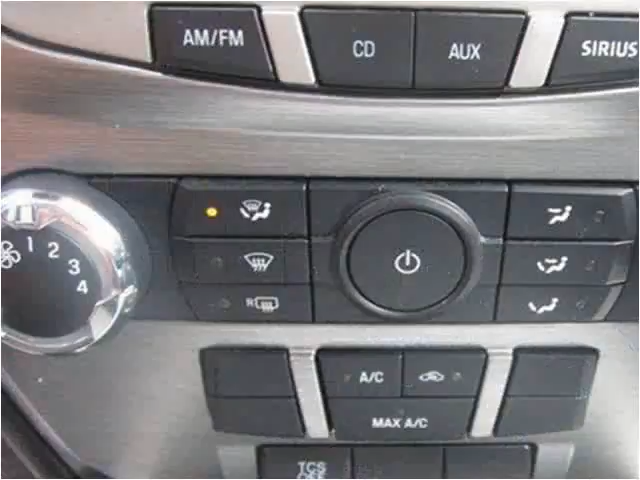 AM/FM CD AUX SIRIUS
1 2 3 4
R
A/C
MAX A/C
TCS
OFF